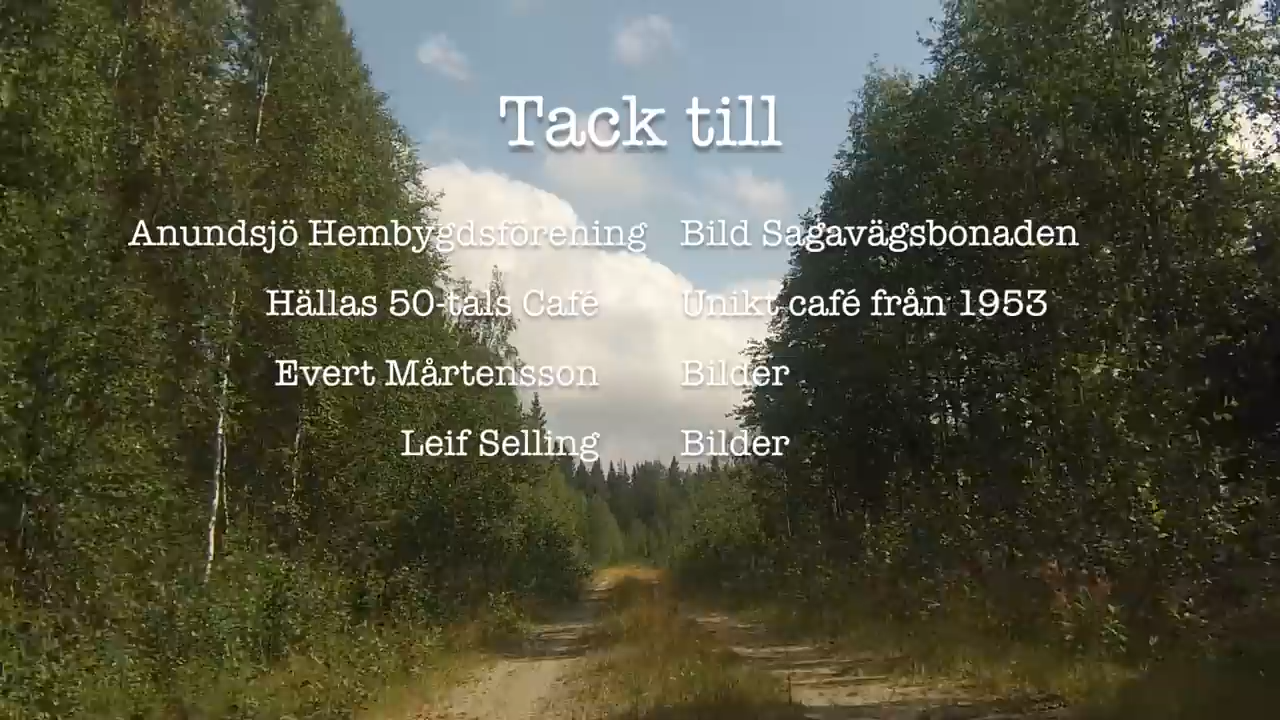 Tack till
Anundsjö Hembygdsförening Bild Sagavägsbonaden
Hällas 50-tals Café Unikt café från 1953
Evert Mårtensson Bilder
Leif Selling Bilder